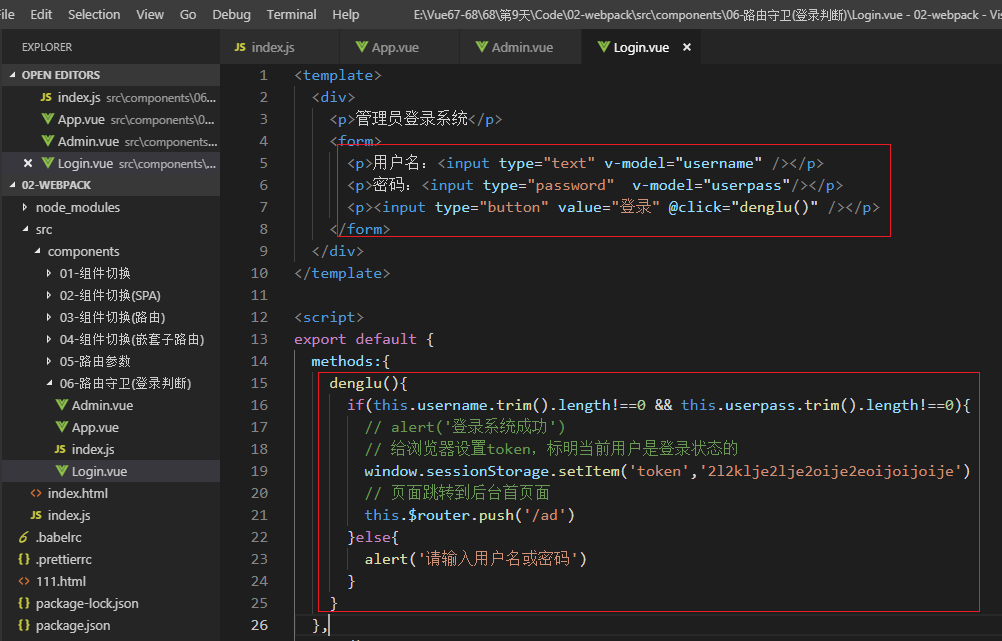 ile Edit Selection View Go Debug Terminal Help E:\Vue67-68\68\第9天\Code\02-webpack\src\components\06-路由守卫(登录判断)\Login.vue - 02-webpack - Vis
EXPLORER
JS index.js
App.vue
Admin.vue
Login.vue ×
OPEN EDITORS
JS index.js src\components\06...
App.vue src\components\0...
Admin.vue src\components...
× Login.vue src\components\...
02-WEBPACK
node_modules
src
components
01-组件切换
02-组件切换(SPA)
03-组件切换(路由)
04-组件切换(嵌套子路由)
05-路由参数
06-路由守卫(登录判断)
Admin.vue
App.vue
JS index.js
Login.vue
<> index.html
JS index.js
.babelrc
{} .prettierrc
<> 111.html
{} package-lock.json
{} package.json
1 <template>
2 <div>
3 <p>管理员登录系统</p>
4 <form>
5 <p>用户名：<input type="text" v-model="username" /></p>
6 <p>密码：<input type="password"  v-model="userpass"/></p>
7 <p><input type="button" value="登录" @click="denglu()" /></p>
8 </form>
9 </div>
10 </template>
11
12 <script>
13 export default {
14 methods:{
15 denglu(){
16 if(this.username.trim().length!==0 && this.userpass.trim().length!==0){
17 // alert('登录系统成功')
18 // 给浏览器设置token，标明当前用户是登录状态的
19 window.sessionStorage.setItem('token','2l2klje2lje2oije2eoijoijoije')
20 // 页面跳转到后台首页面
21 this.$router.push('/ad')
22 }else{
23 alert('请输入用户名或密码')
24 }
25 }
26 },